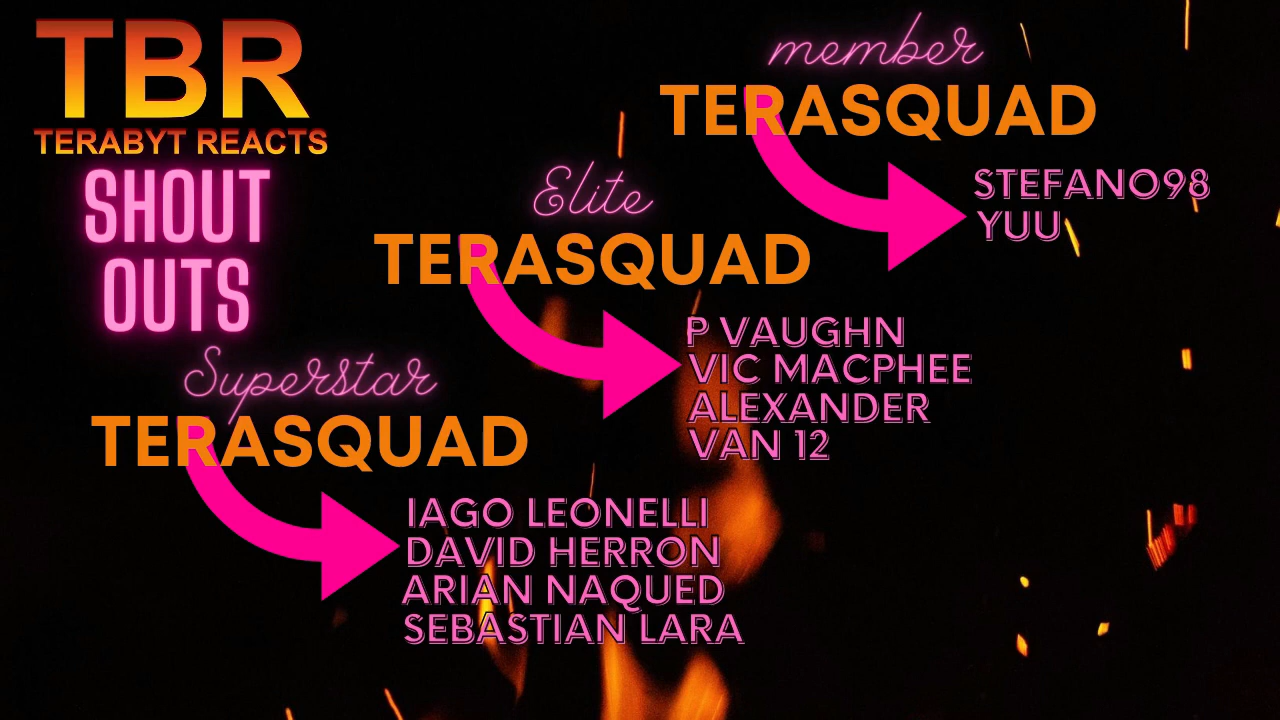 TBR
TERABYT REACTS
SHOUT
OUTS
member
TERASQUAD
STEFANO98
YUU
Elite
TERASQUAD
P VAUGHN
VIC MACPHEE
ALEXANDER
VAN 12
Superstar
TERASQUAD
IAGO LEONELLI
DAVID HERRON
ARIAN NAQUED
SEBASTIAN LARA